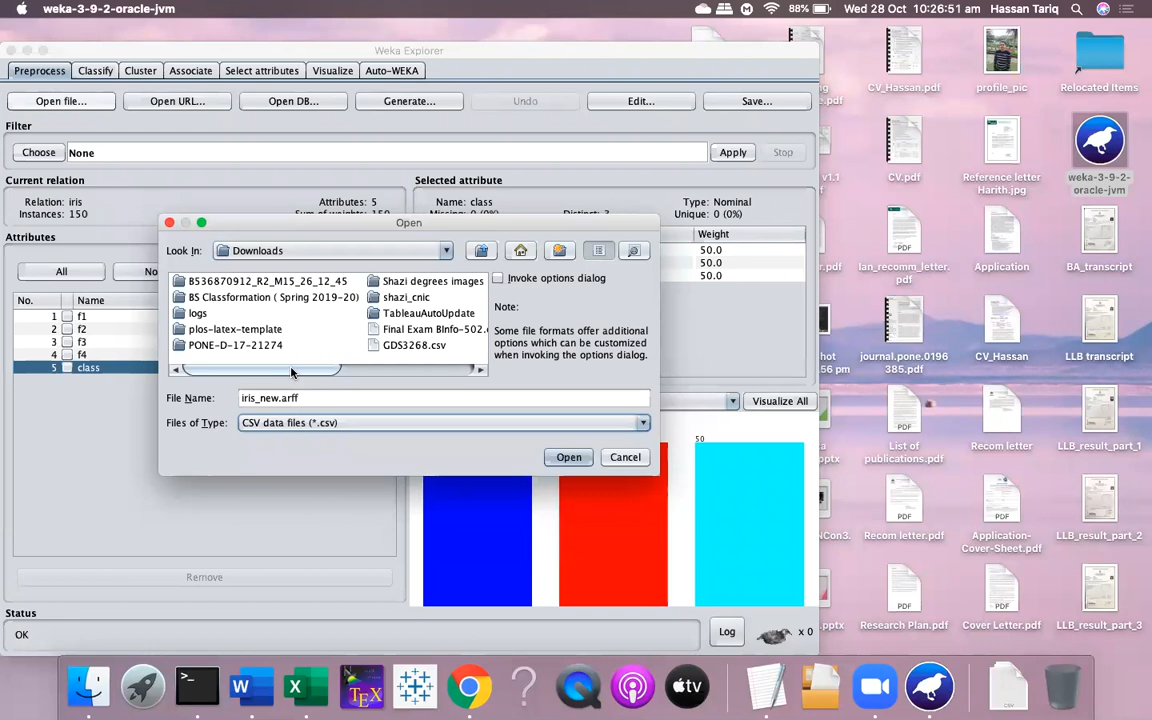 weka-3-9-2-oracle-jvm
88%
Wed 28 Oct 10:26:51 am
Hassan Tariq
Weka Explorer
Preprocess
Classify
Cluster
Associate
Select attributes
Visualize
Auto-WEKA
Open file...
Open URL...
Open DB...
Generate...
Undo
Edit...
Save...
Filter
Choose
None
Apply
Stop
Current relation
Relation: iris
Attributes: 5
Instances: 150
Selected attribute
Name: class
Type: Nominal
Unique: 0 (0%)
Attributes
All
No.
Name
1 f1
2 f2
3 f3
4 f4
5 class
Remove
Weight
50.0
50.0
50.0
Visualize All
50
Open
Look In:
Downloads
B536870912_R2_M15_26_12_45
BS Classformation ( Spring 2019-20)
logs
plos-latex-template
PONE-D-17-21274
Shazi degrees images
shazi_cnic
TableauAutoUpdate
Final Exam BInfo-502.
GDS3268.csv
Invoke options dialog
Note:
Some file formats offer additional
options which can be customized
when invoking the options dialog.
File Name:
iris_new.arff
Files of Type:
CSV data files (*.csv)
Open
Cancel
Status
OK
Log
x 0
CV_Hassan.pdf
profile_pic
Relocated Items
CV.pdf
Reference letter
Harith.jpg
weka-3-9-2-
oracle-jvm
Ian_recomm_letter.
pdf
Application
BA_transcript
journal.pone.0196
385.pdf
CV_Hassan
LLB transcript
List of
publications.pdf
Recom letter
LLB_result_part_1
Recom letter.pdf
Application-
Cover-Sheet.pdf
LLB_result_part_2
Research Plan.pdf
Cover Letter.pdf
LLB_result_part_3